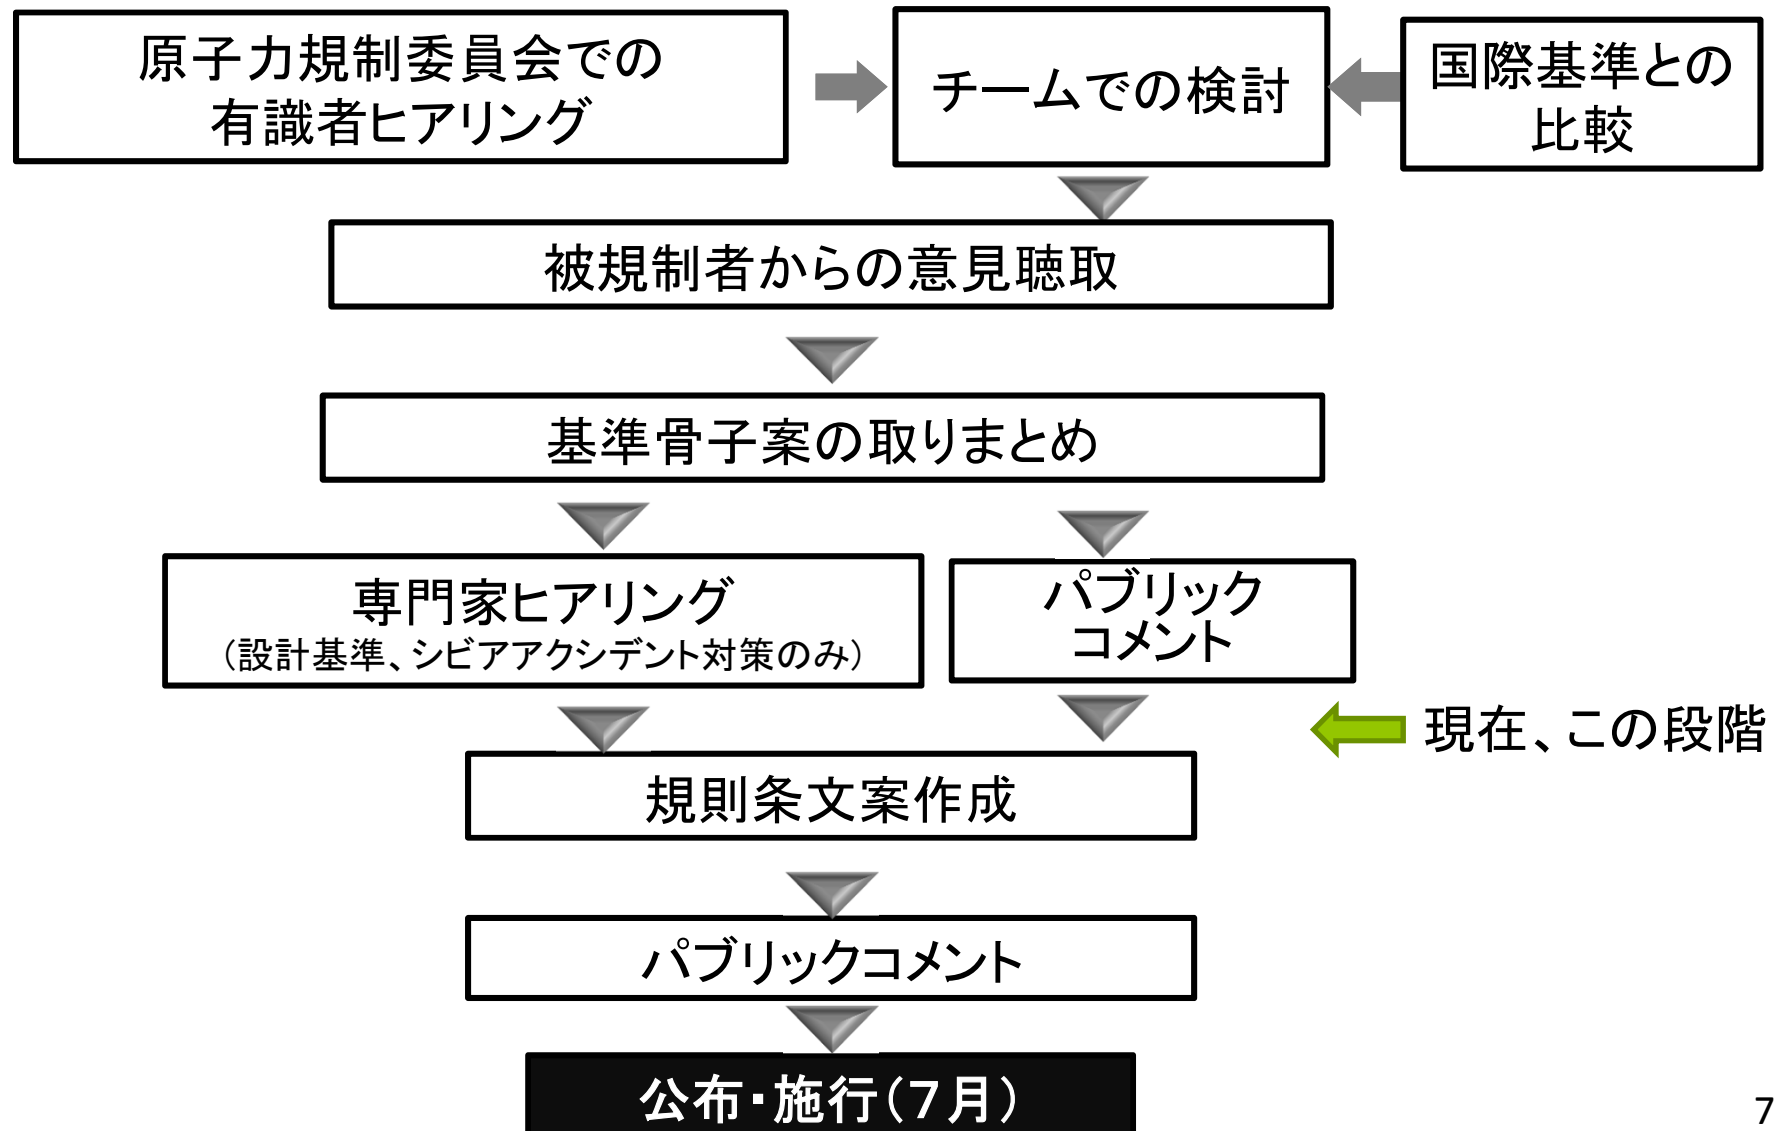 原子力規制委員会での
有識者ヒアリング
チームでの検討
国際基準との
比較
被規制者からの意見聴取
基準骨子案の取りまとめ
専門家ヒアリング
（設計基準、シビアアクシデント対策のみ）
パブリック
コメント
現在、この段階
規則条文案作成
パブリックコメント
公布・施行（７月）
7